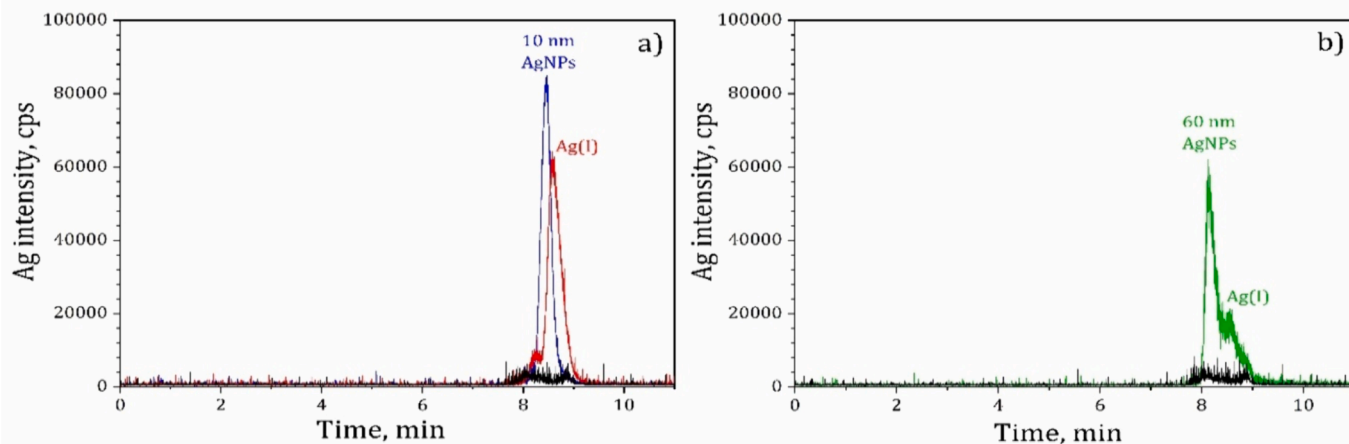 a)
10 nm
AgNPs
Ag(I)
Ag intensity, cps
100000
80000
60000
40000
20000
0
0 2 4 6 8 10
Time, min
b)
60 nm
AgNPs
Ag(I)
Ag intensity, cps
100000
80000
60000
40000
20000
0
0 2 4 6 8 10
Time, min